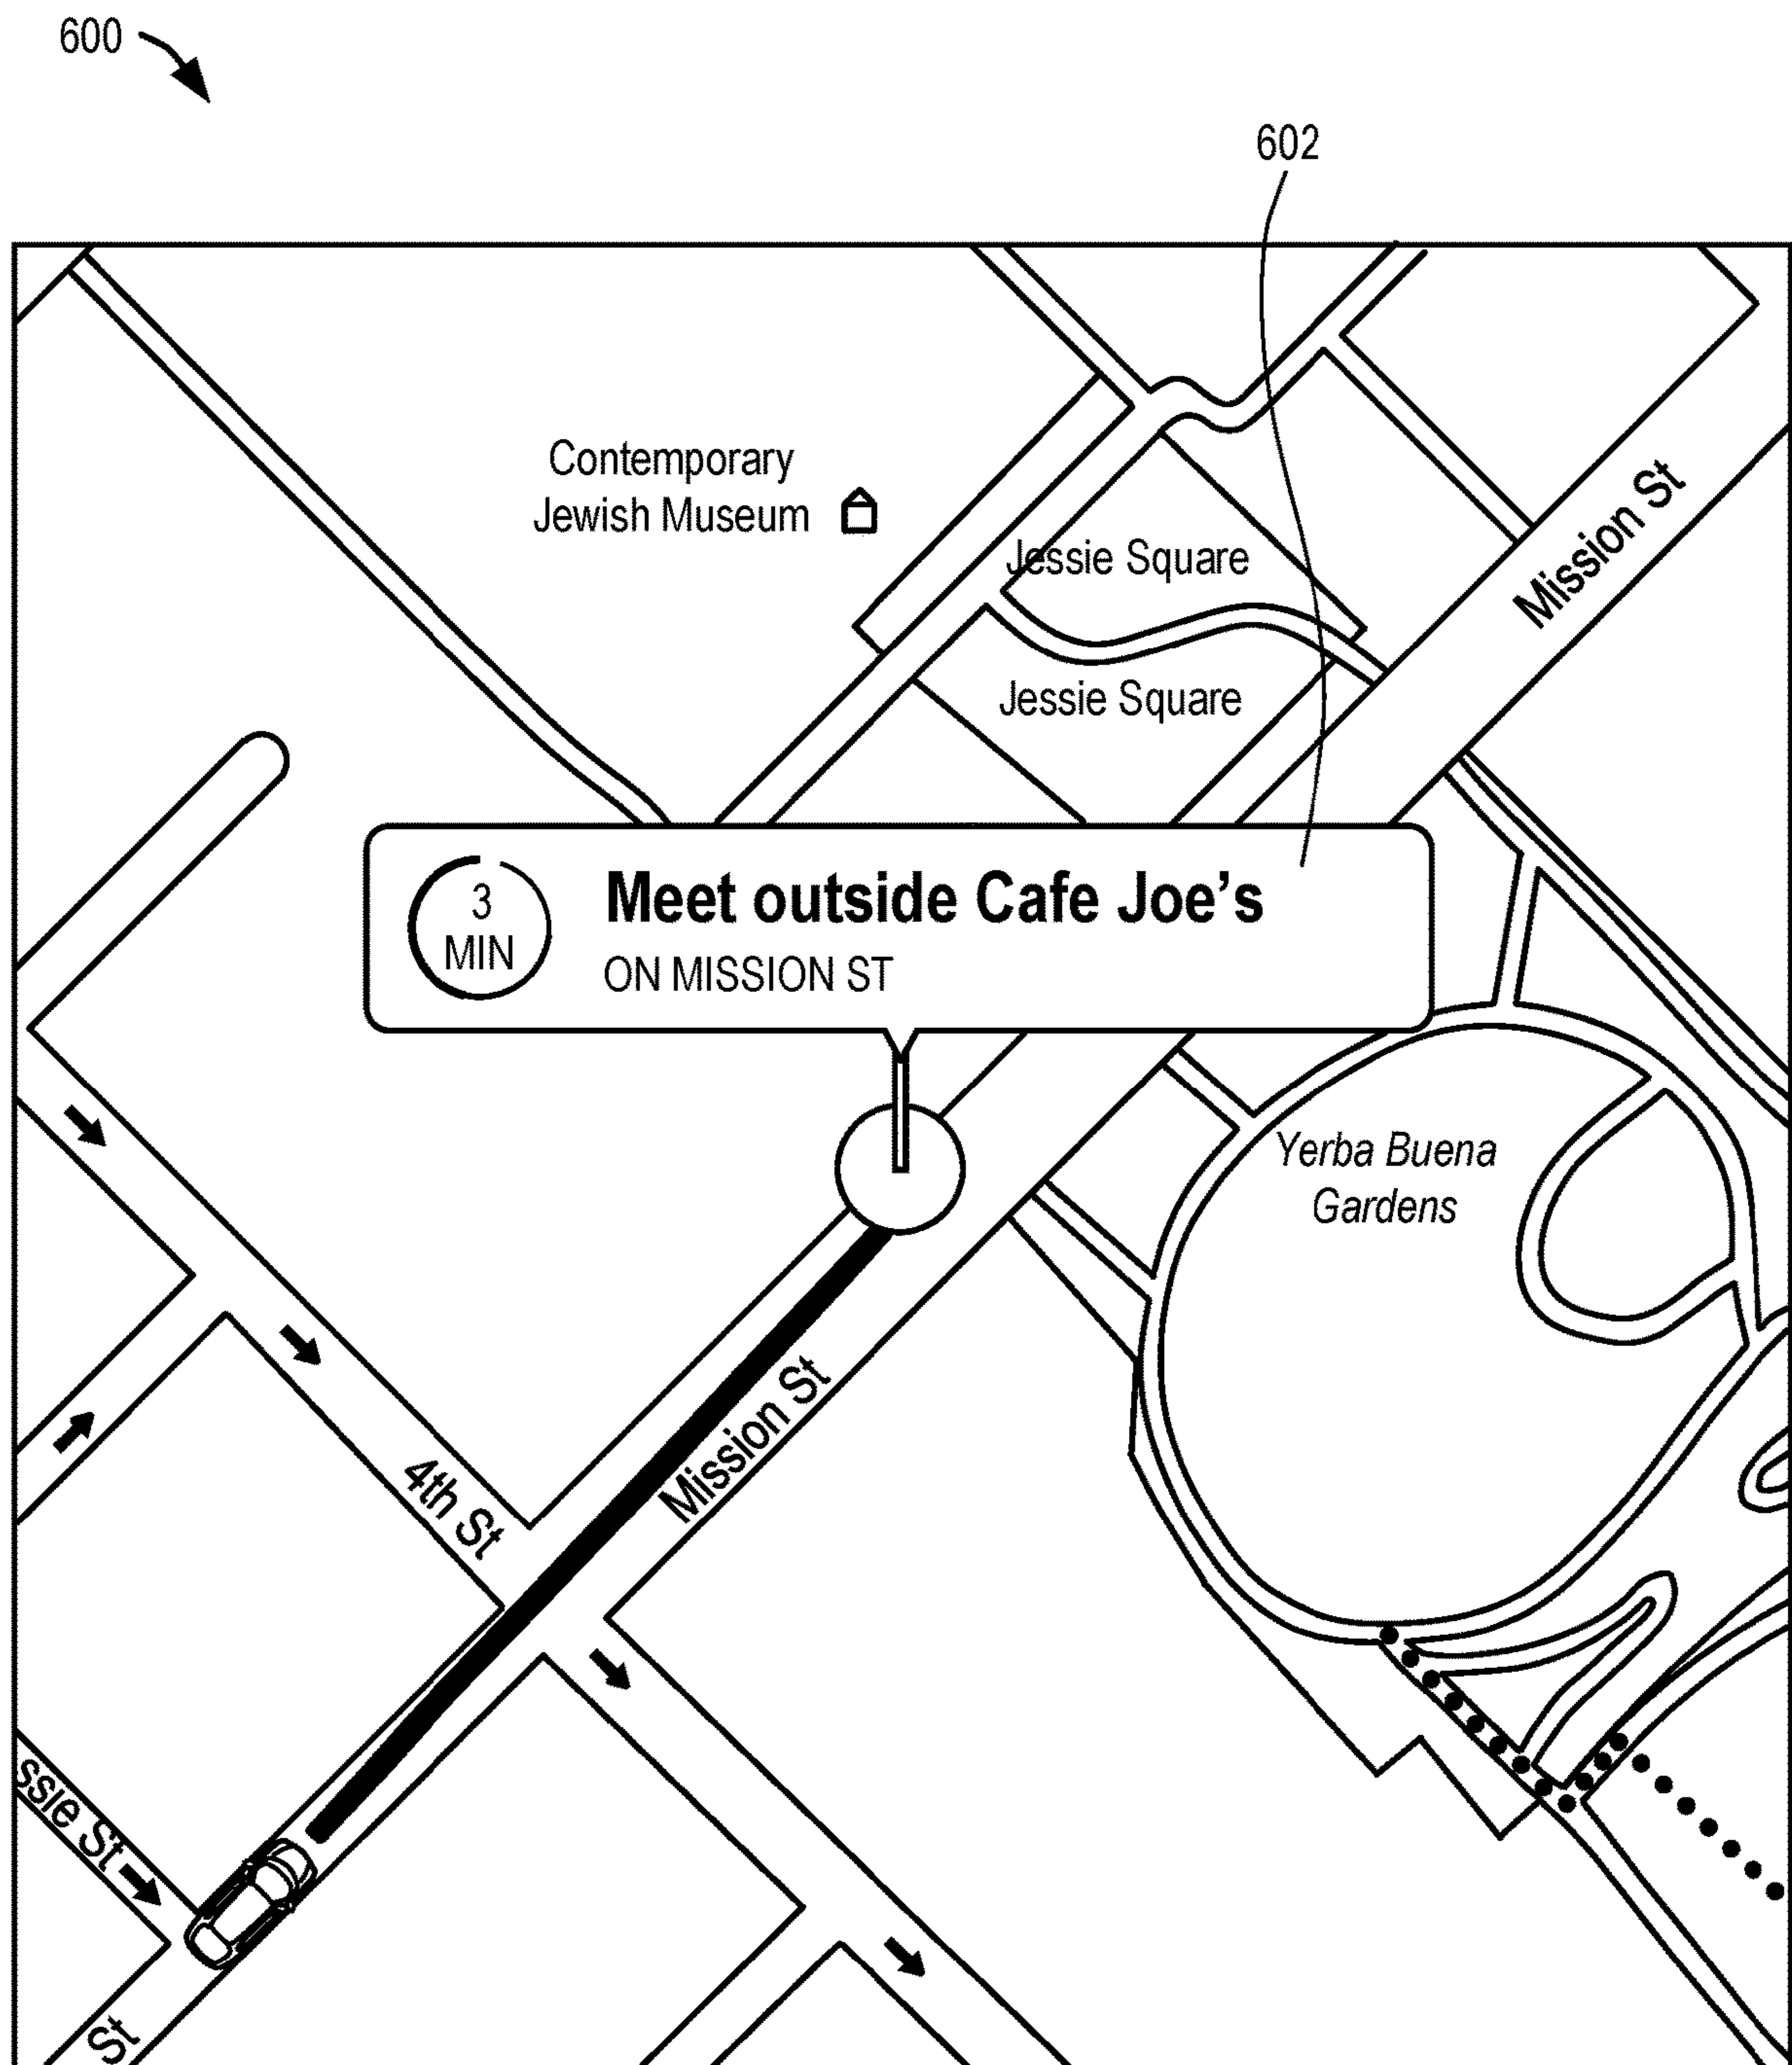 600
602
Contemporary
Jewish Museum
Jessie Square
Mission St
Jessie Square
3
MIN
Meet outside Cafe Joe’s
ON MISSION ST
Yerba Buena
Gardens
Mission St
4th St
ssie St
St